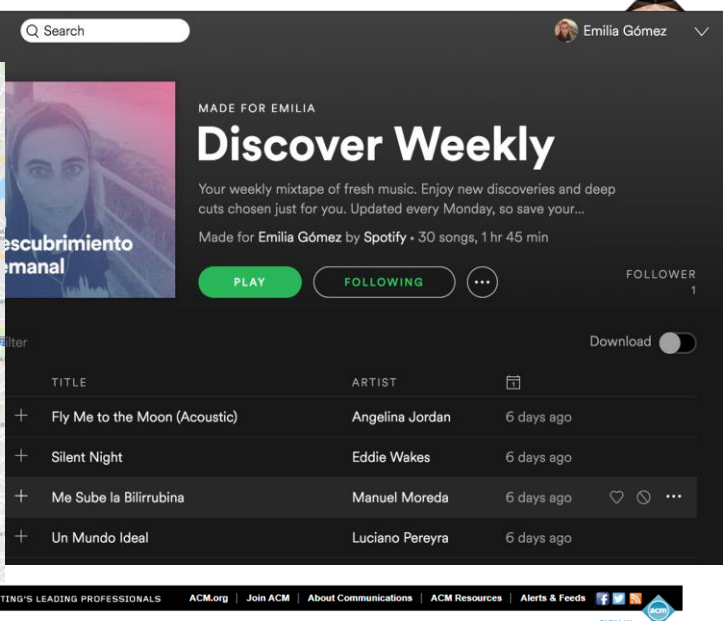 Search
Emilia Gómez
MADE FOR EMILIA
Discover Weekly
Your weekly mixtape of fresh music. Enjoy new discoveries and deep
cuts chosen just for you. Updated every Monday, so save your...
Made for Emilia Gómez by Spotify • 30 songs, 1 hr 45 min
escubrimiento
emanal
PLAY FOLLOWING
FOLLOWER
1
ilter
Download
TITLE ARTIST
+ Fly Me to the Moon (Acoustic) Angelina Jordan 6 days ago
+ Silent Night Eddie Wakes 6 days ago
+ Me Sube la Bilirrubina Manuel Moreda 6 days ago
+ Un Mundo Ideal Luciano Pereyra 6 days ago
TING'S LEADING PROFESSIONALS ACM.org | Join ACM | About Communications | ACM Resources | Alerts & Feeds
acm